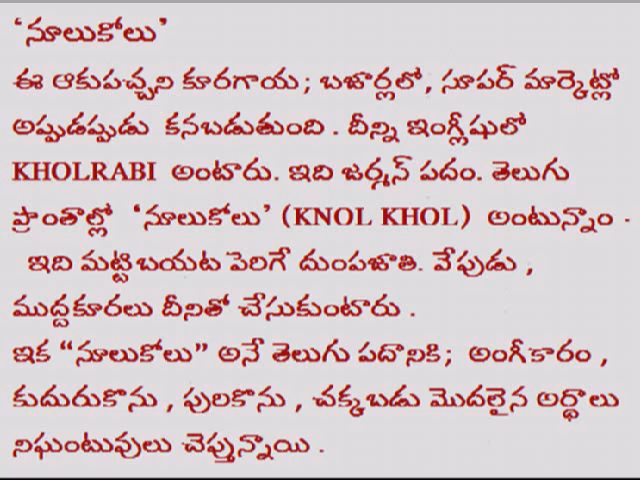 'నూలుకోలు'
ఈ ఆకుపచ్చని కూరగాయ; బజార్లలో, సూపర్ మార్కెట్లో
అప్పుడప్పుడు కనబడుతుంది. దీన్ని ఇంగ్లీషులో
KHOLRABI అంటారు. ఇది జర్మన్ పదం. తెలుగు
ప్రాంతాల్లో 'నూలుకోలు' (KNOL KHOL) అంటున్నాం -
ఇది మట్టిబయట పెరిగే దుంపజాతి. వేపుడు,
ముద్దకూరలు దీనితో చేసుకుంటారు.
ఇక "నూలుకోలు" అనే తెలుగు పదానికి; అంగీకారం,
కుదురుకొను, పులికొను, చక్కబడు మొదలైన అర్థాలు
నిఘంటువులు చెప్తున్నాయి.